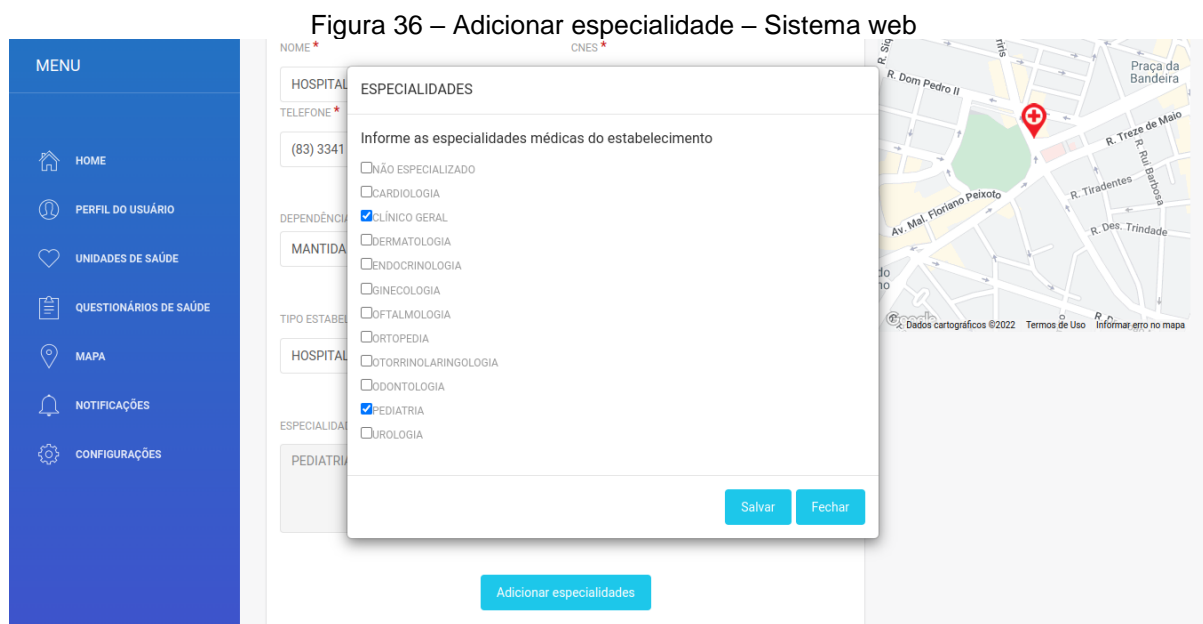 Figura 36 – Adicionar especialidade – Sistema web
MENU
HOME
PERFIL DO USUÁRIO
UNIDADES DE SAÚDE
QUESTIONÁRIOS DE SAÚDE
MAPA
NOTIFICAÇÕES
CONFIGURAÇÕES
NOME *
CNES *
HOSPITAL
TELEFONE *
(83) 3341
DEPENDÊNCIA
MANTIDA
TIPO ESTABEL
HOSPITAL
ESPECIALIDAD
PEDIATRIA
ESPECIALIDADES
Informe as especialidades médicas do estabelecimento
NÃO ESPECIALIZADO
CARDIOLOGIA
CLÍNICO GERAL
DERMATOLOGIA
ENDOCRINOLOGIA
GINECOLOGIA
OFTALMOLOGIA
ORTOPEDIA
OTORRINOLARINGOLOGIA
ODONTOLOGIA
PEDIATRIA
UROLOGIA
Salvar
Fechar
Adicionar especialidades
Praça da
Bandeira
R. Dom Pedro II
R. Treze de Maio
R. Rui Barbosa
R. Tiradentes
Av. Mal. Floriano Peixoto
R. Des. Trindade
Google
Dados cartográficos ©2022
Termos de Uso
Informar erro no mapa